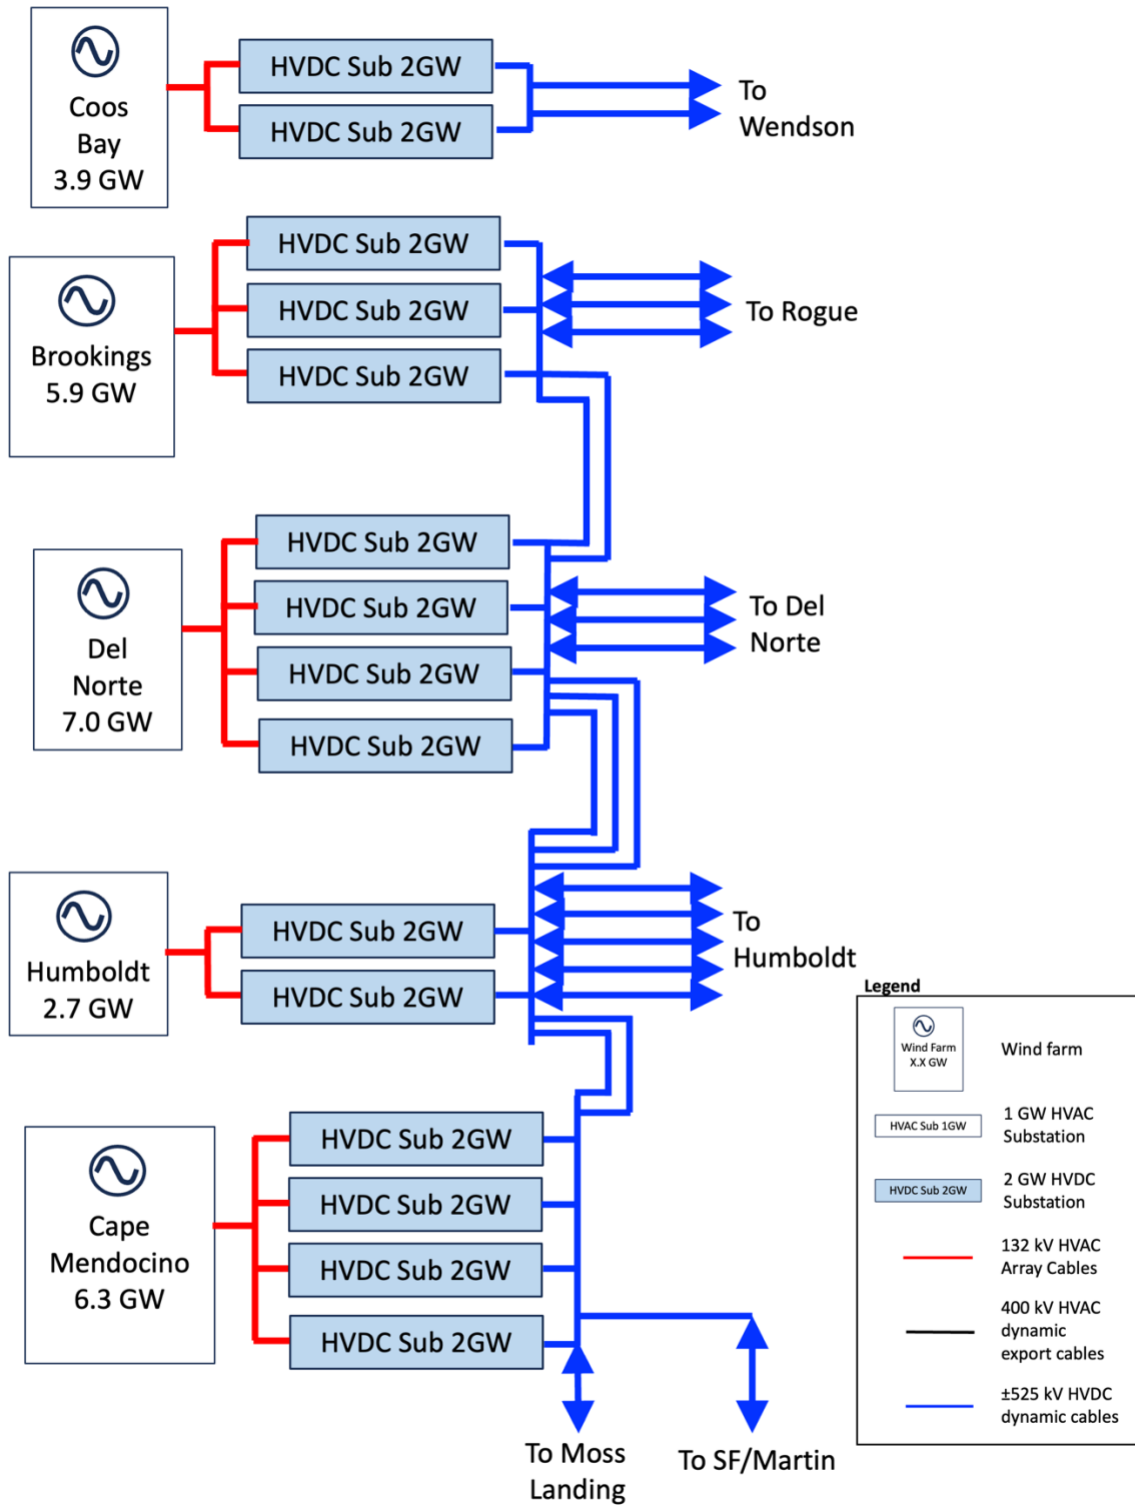 Coos
Bay
3.9 GW
HVDC Sub 2GW
HVDC Sub 2GW
To
Wendson
Brookings
5.9 GW
HVDC Sub 2GW
HVDC Sub 2GW
HVDC Sub 2GW
To Rogue
Del
Norte
7.0 GW
HVDC Sub 2GW
HVDC Sub 2GW
HVDC Sub 2GW
HVDC Sub 2GW
To Del
Norte
Humboldt
2.7 GW
HVDC Sub 2GW
HVDC Sub 2GW
To
Humboldt
Cape
Mendocino
6.3 GW
HVDC Sub 2GW
HVDC Sub 2GW
HVDC Sub 2GW
HVDC Sub 2GW
To Moss
Landing
To SF/Martin
Legend
Wind Farm
X.X GW
Wind farm
HVAC Sub 1GW
1 GW HVAC
Substation
HVDC Sub 2GW
2 GW HVDC
Substation
132 kV HVAC
Array Cables
400 kV HVAC
dynamic
export cables
±525 kV HVDC
dynamic cables